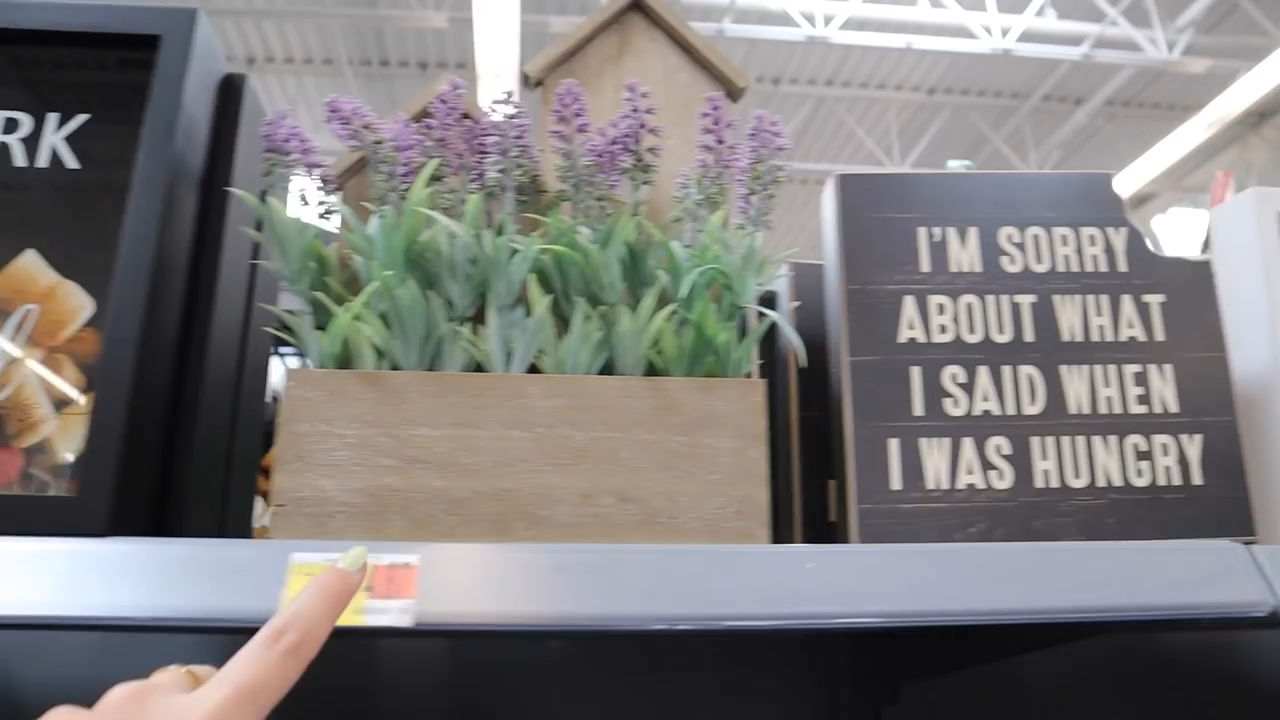 RK
I'M SORRY
ABOUT WHAT
I SAID WHEN
I WAS HUNGRY